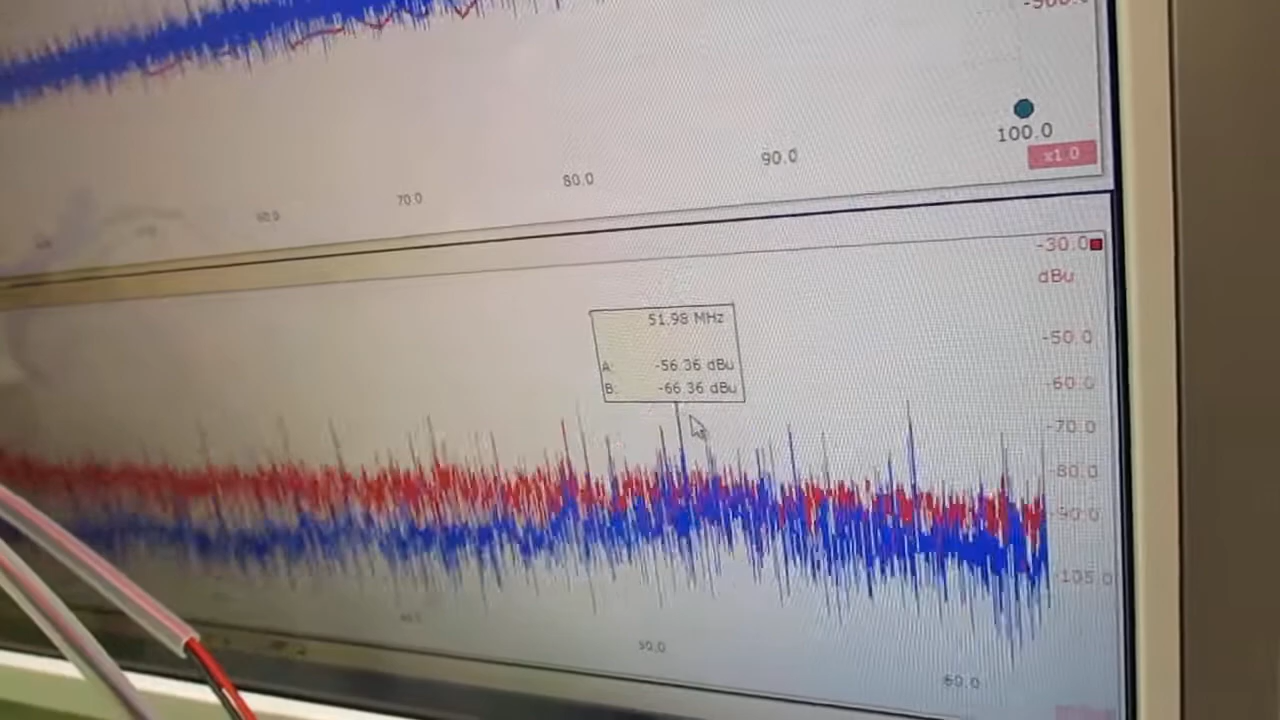 100.0
x1.0
90.0
80.0
70.0
60.0
-30.0
dBu
51.98 MHz
-50.0
A: -56.36 dBu
-60.0
B: -66.36 dBu
-70.0
-80.0
-90.0
-105.0
50.0
60.0